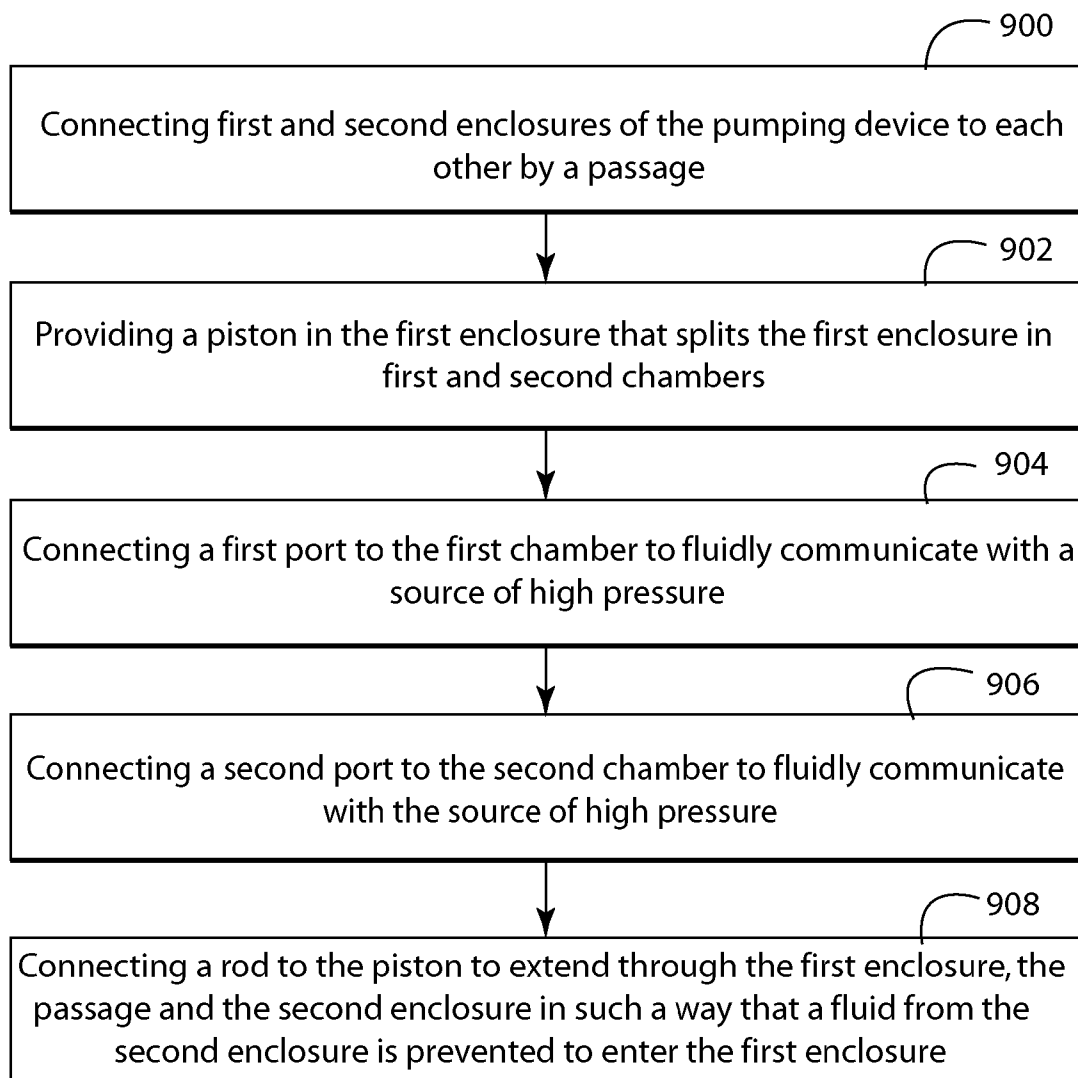 900
Connecting first and second enclosures of the pumping device to each
other by a passage
902
Providing a piston in the first enclosure that splits the first enclosure in
first and second chambers
904
Connecting a first port to the first chamber to fluidly communicate with a
source of high pressure
906
Connecting a second port to the second chamber to fluidly communicate
with the source of high pressure
908
Connecting a rod to the piston to extend through the first enclosure, the
passage and the second enclosure in such a way that a fluid from the
second enclosure is prevented to enter the first enclosure